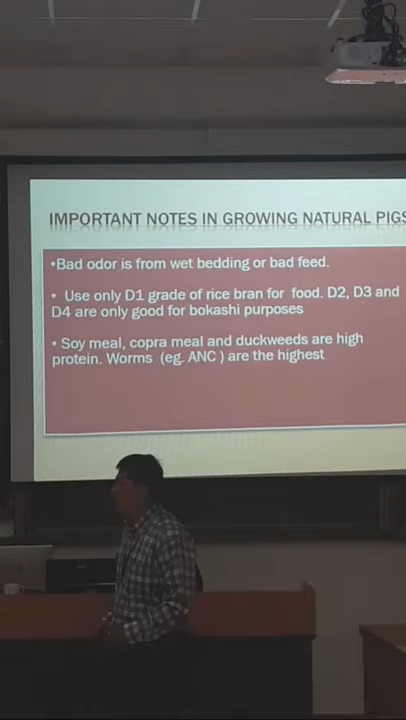 IMPORTANT NOTES IN GROWING NATURAL PIGS
•Bad odor is from wet bedding or bad feed.
• Use only D1 grade of rice bran for food. D2, D3 and
D4 are only good for bokashi purposes
• Soy meal, copra meal and duckweeds are high
protein. Worms (eg. ANC ) are the highest